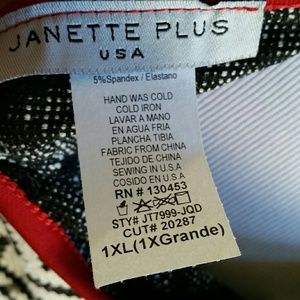 JANETTE PLUS
USA
5%Spandex / Elastano
HAND WAS COLD
COLD IRON
LAVAR A MANO
EN AGUA FRIA
PLANCHA TIBIA
FABRIC FROM CHINA
TEJIDO DE CHINA
SEWING IN U.S.A
COSIDO EN U.S.A
RN # 130453
STY# JT7999-JQD
CUT# 20287
1XL(1XGrande)